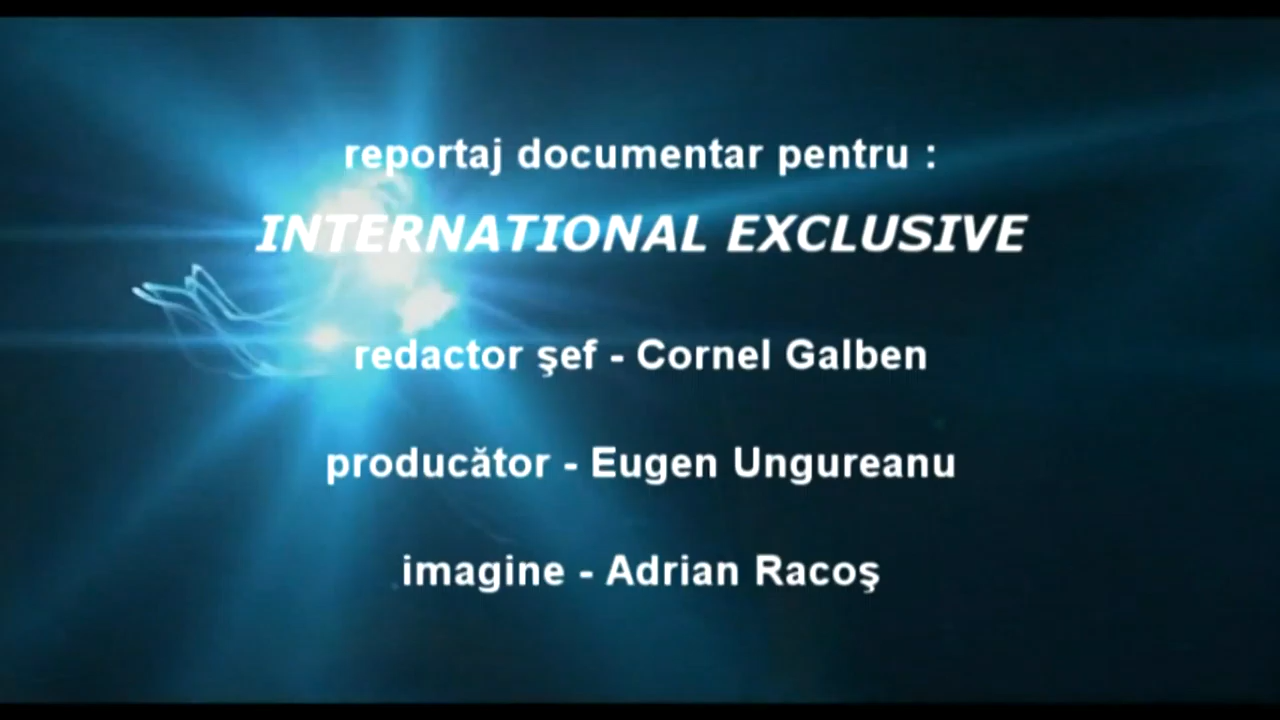 reportaj documentar pentru :
INTERNATIONAL EXCLUSIVE
redactor şef - Cornel Galben
producător - Eugen Ungureanu
imagine - Adrian Racoş